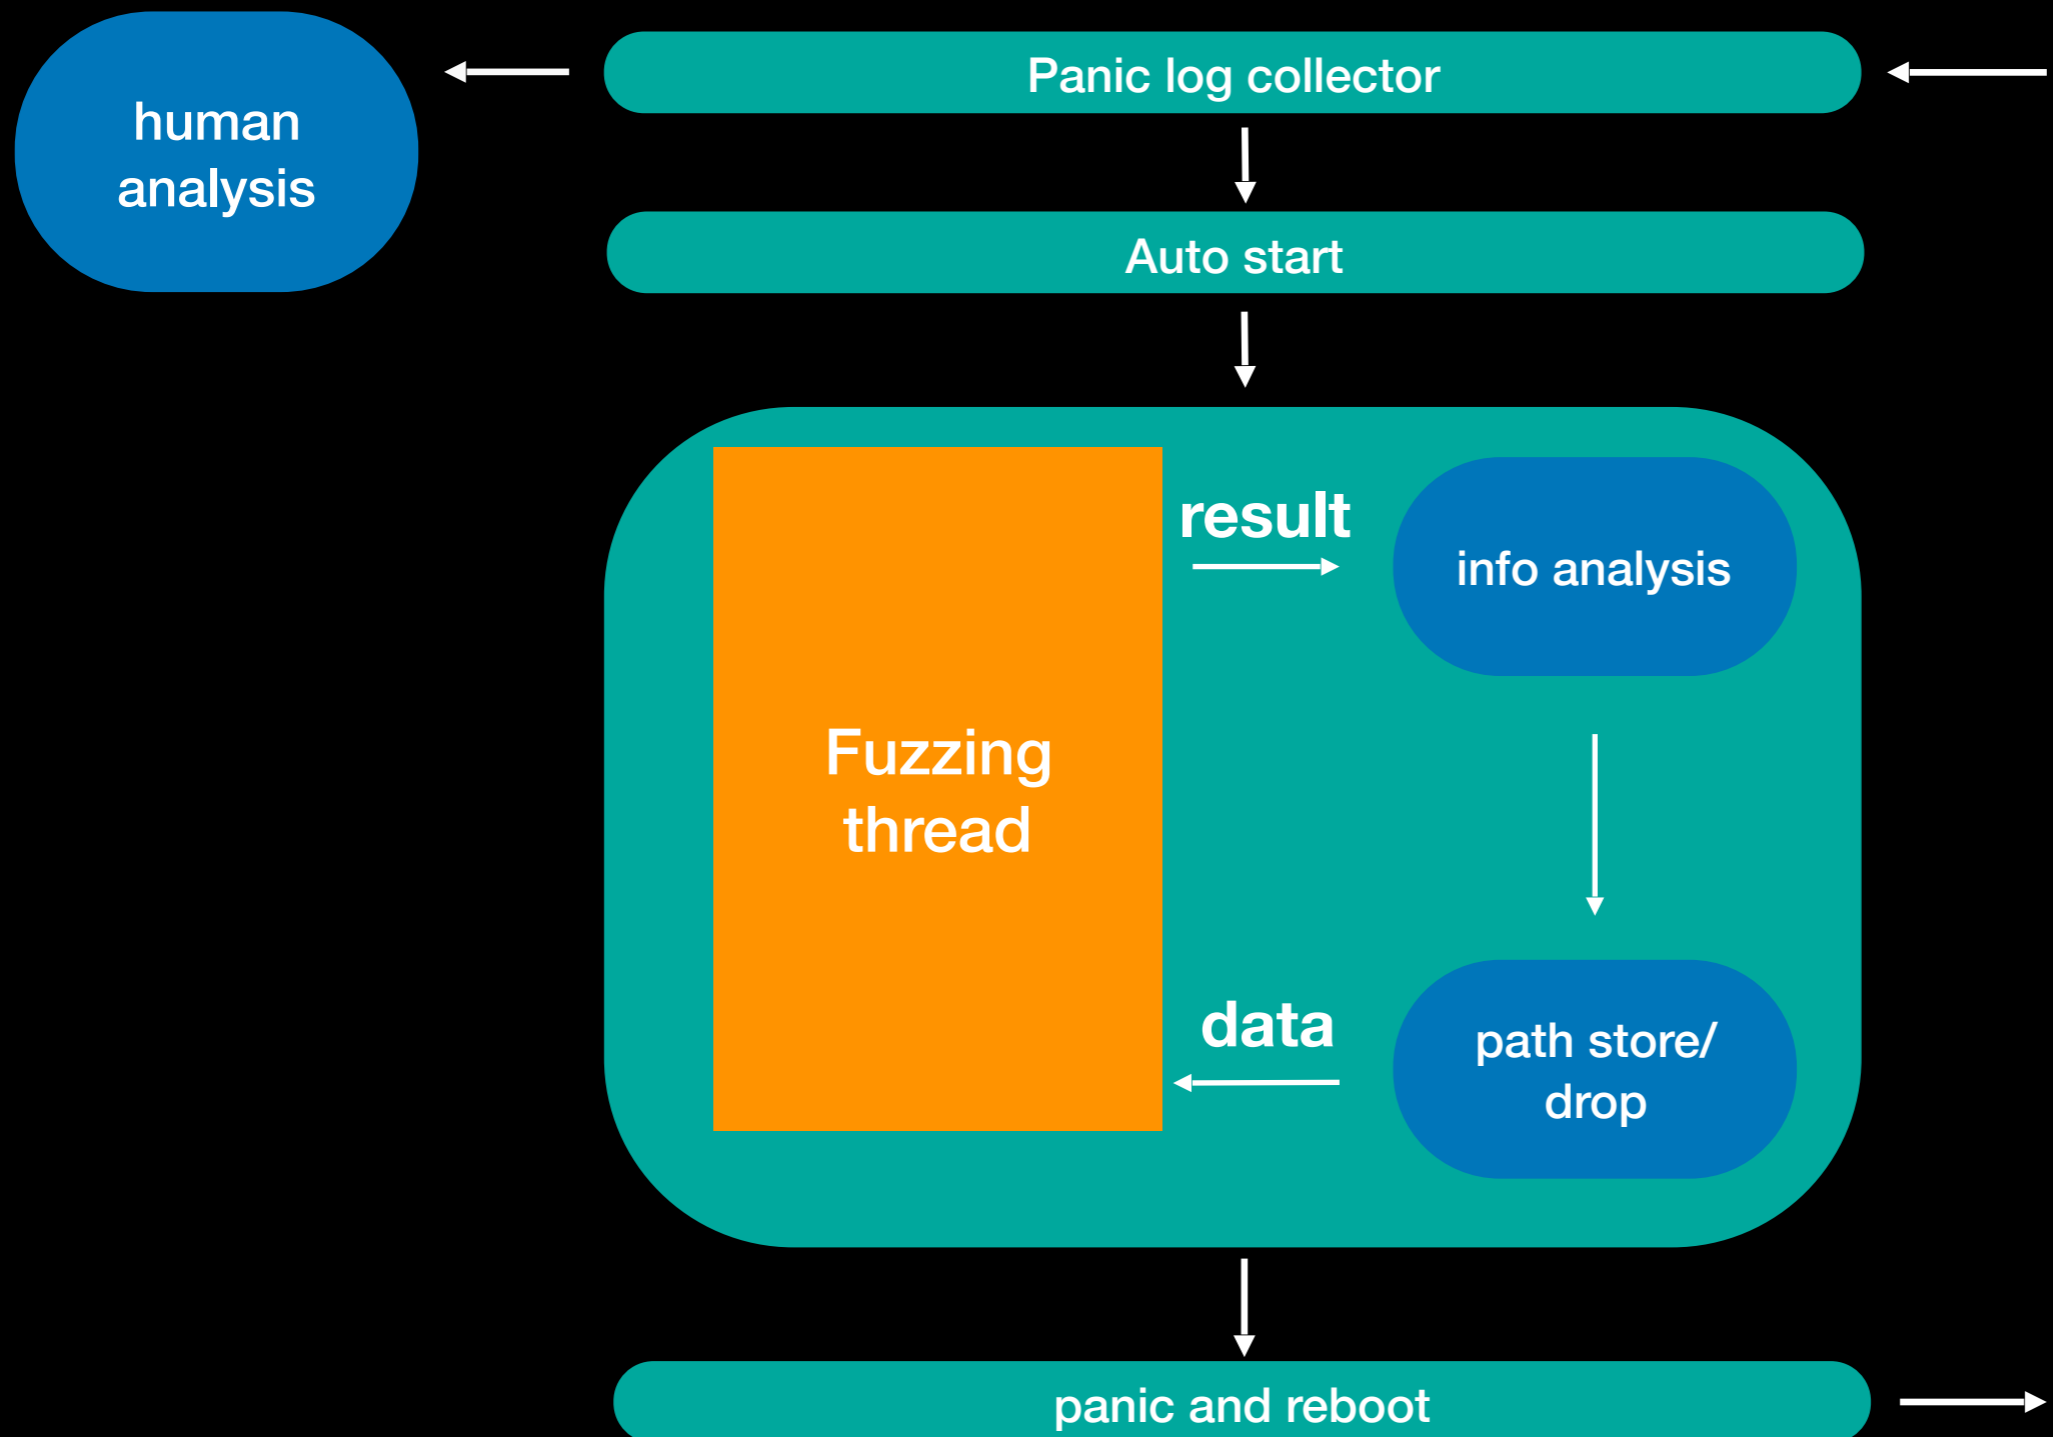 Panic log collector
human
analysis
Auto start
result
info analysis
Fuzzing
thread
data
path store/
drop
panic and reboot